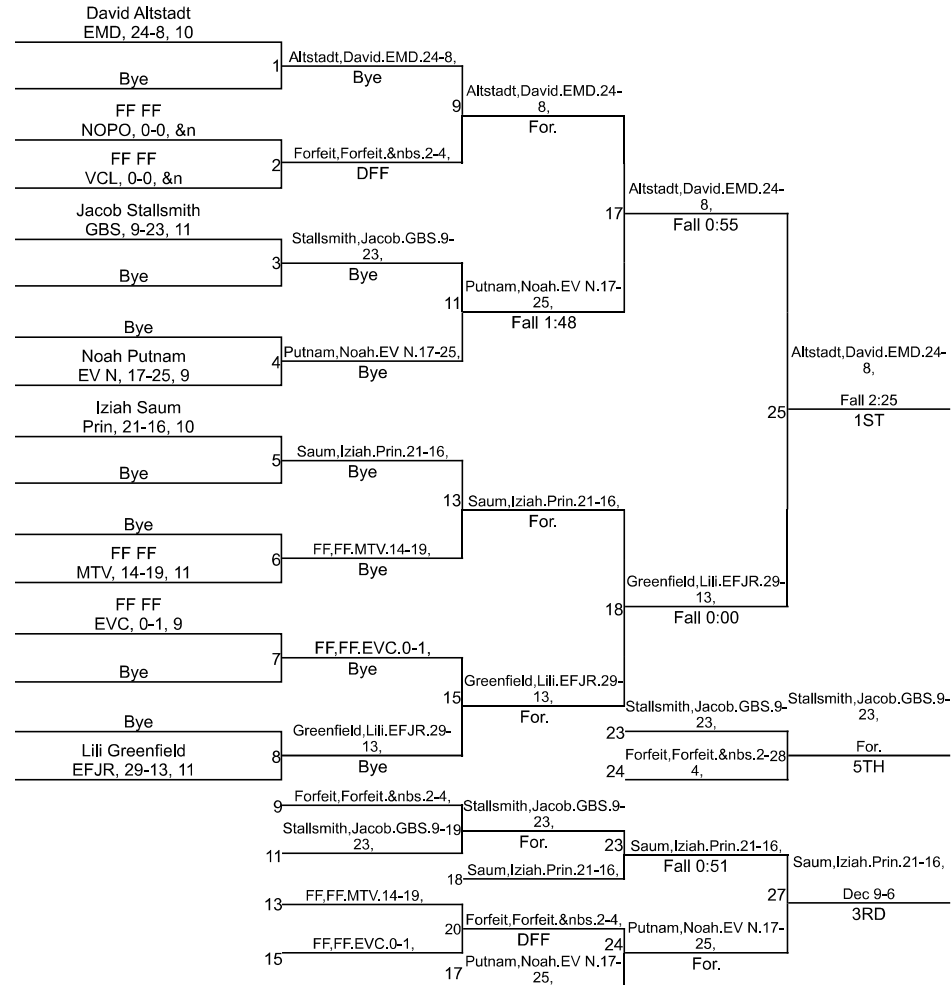 David Altstadt
EMD, 24-8, 10
1
Altstadt,David.EMD.24-8,
Bye
Bye
9
Altstadt,David.EMD.24-
8,
For.
FF FF
NOPO, 0-0, &n
2
Forfeit,Forfeit.&nbs.2-4,
DFF
FF FF
VCL, 0-0, &n
17
Altstadt,David.EMD.24-
8,
Fall 0:55
Jacob Stallsmith
GBS, 9-23, 11
3
Stallsmith,Jacob.GBS.9-
23,
Bye
Bye
11
Putnam,Noah.EV N.17-
25,
Fall 1:48
Bye
4
Putnam,Noah.EV N.17-25,
Bye
Noah Putnam
EV N, 17-25, 9
25
Altstadt,David.EMD.24-
8,
Fall 2:25
1ST
Iziah Saum
Prin, 21-16, 10
5
Saum,Iziah.Prin.21-16,
Bye
Bye
13
Saum,Iziah.Prin.21-16,
For.
Bye
6
FF,FF.MTV.14-19,
Bye
FF FF
MTV, 14-19, 11
18
Greenfield,Lili.EFJR.29-
13,
Fall 0:00
FF FF
EVC, 0-1, 9
7
FF,FF.EVC.0-1,
Bye
Bye
15
Greenfield,Lili.EFJR.29-
13,
For.
Bye
8
Greenfield,Lili.EFJR.29-
13,
Bye
Lili Greenfield
EFJR, 29-13, 11
23
Stallsmith,Jacob.GBS.9-
23,
24
Forfeit,Forfeit.&nbs.2-
4,
28
Stallsmith,Jacob.GBS.9-
23,
For.
5TH
9
Forfeit,Forfeit.&nbs.2-4,
11
Stallsmith,Jacob.GBS.9-
23,
19
Stallsmith,Jacob.GBS.9-
23,
For.
18
Saum,Iziah.Prin.21-16,
23
Saum,Iziah.Prin.21-16,
Fall 0:51
27
Saum,Iziah.Prin.21-16,
Dec 9-6
3RD
13
FF,FF.MTV.14-19,
15
FF,FF.EVC.0-1,
20
Forfeit,Forfeit.&nbs.2-4,
DFF
17
Putnam,Noah.EV N.17-
25,
24
Putnam,Noah.EV N.17-
25,
For.